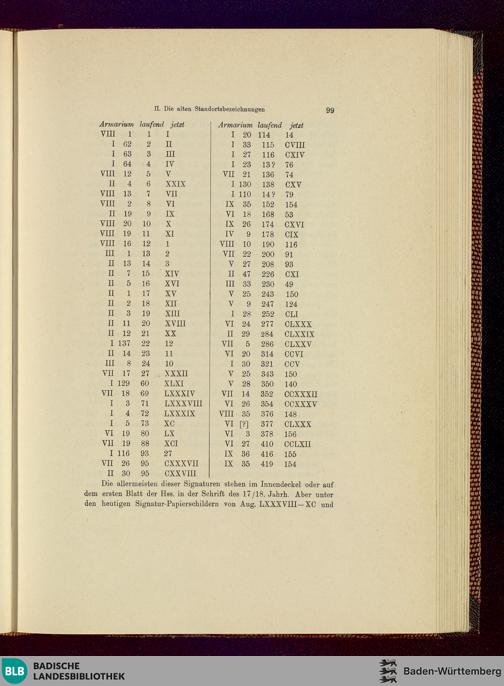 II. Die alten Standortsbezeichnungen 99
Armarium laufend jetzt
VIII 1 1 I
I 62 2 II
I 63 3 III
I 64 4 IV
VIII 12 5 V
II 4 6 XXIX
VIII 13 7 VII
VIII 2 8 VI
II 19 9 IX
VIII 20 10 X
VIII 19 11 XI
VIII 16 12 1
III 1 13 2
II 13 14 3
II 7 15 XIV
II 5 16 XVI
II 1 17 XV
II 2 18 XII
II 3 19 XIII
II 11 20 XVIII
II 12 21 XX
I 137 22 12
II 14 23 11
III 8 24 10
VII 17 27 XXXII
I 129 60 XLXI
VII 18 69 LXXXIV
I 3 71 LXXXVIII
I 4 72 LXXXIX
I 5 73 XC
VI 19 80 LX
VII 19 88 XCI
I 116 93 27
VII 26 95 CXXXVII
II 30 95 CXXVIII
Armarium laufend jetzt
I 20 114 14
I 33 115 CVIII
I 27 116 CXIV
I 23 13? 76
VII 21 136 74
I 130 138 CXV
I 110 14? 79
IX 35 152 154
VI 18 168 53
IX 26 174 CXVI
IV 9 178 CIX
VIII 10 190 116
VII 22 200 91
V 27 208 93
II 47 226 CXI
III 33 230 49
V 25 243 150
V 9 247 124
I 28 252 CLI
VI 24 277 CLXXX
II 29 284 CLXXIX
VII 5 286 CLXXV
VI 20 314 CCVI
I 30 321 CCV
V 25 343 150
V 28 350 140
VII 14 352 CCXXXII
VI 26 354 CCXXXV
VIII 35 376 148
VI [?] 377 CLXXX
VI 3 378 156
VI 27 410 CCLXII
IX 36 416 155
IX 35 419 154
Die allermeisten dieser Signaturen stehen im Innendeckel oder auf
dem ersten Blatt der Hss. in der Schrift des 17/18. Jahrh. Aber unter
den heutigen Signatur-Papierschildern von Aug. LXXXVIII—XC und
BLB BADISCHE
LANDESBIBLIOTHEK
Baden-Württemberg